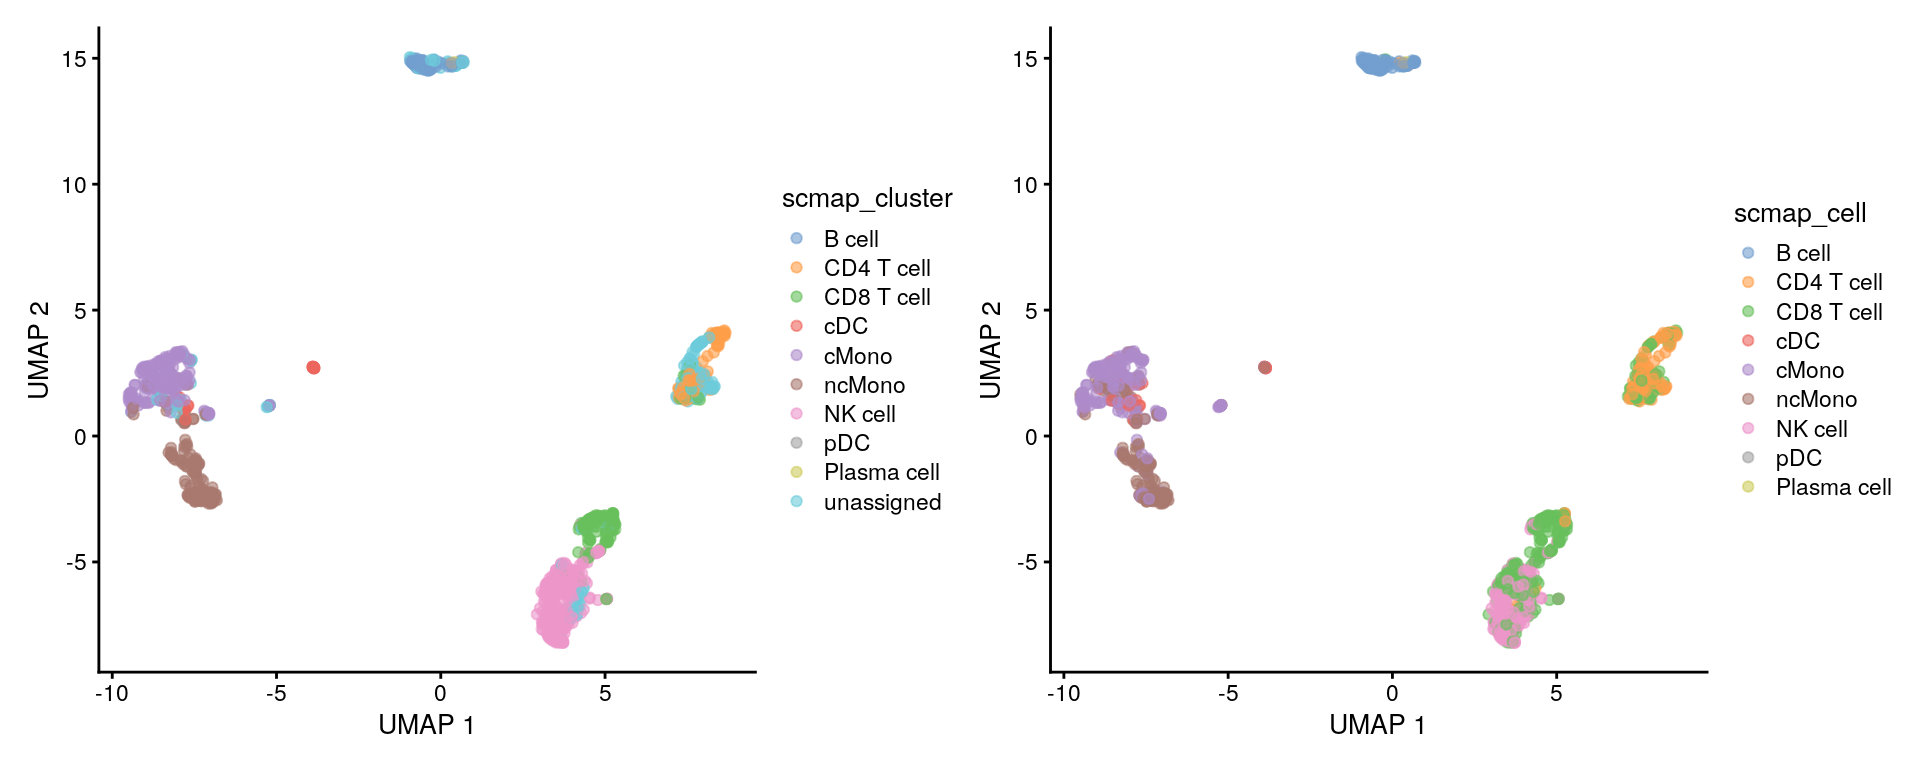 15
10
5
0
-5
UMAP 2
-10
-5
0
5
UMAP 1
scmap_cluster
B cell
CD4 T cell
CD8 T cell
cDC
cMono
ncMono
NK cell
pDC
Plasma cell
unassigned
15
10
5
0
-5
UMAP 2
-10
-5
0
5
UMAP 1
scmap_cell
B cell
CD4 T cell
CD8 T cell
cDC
cMono
ncMono
NK cell
pDC
Plasma cell